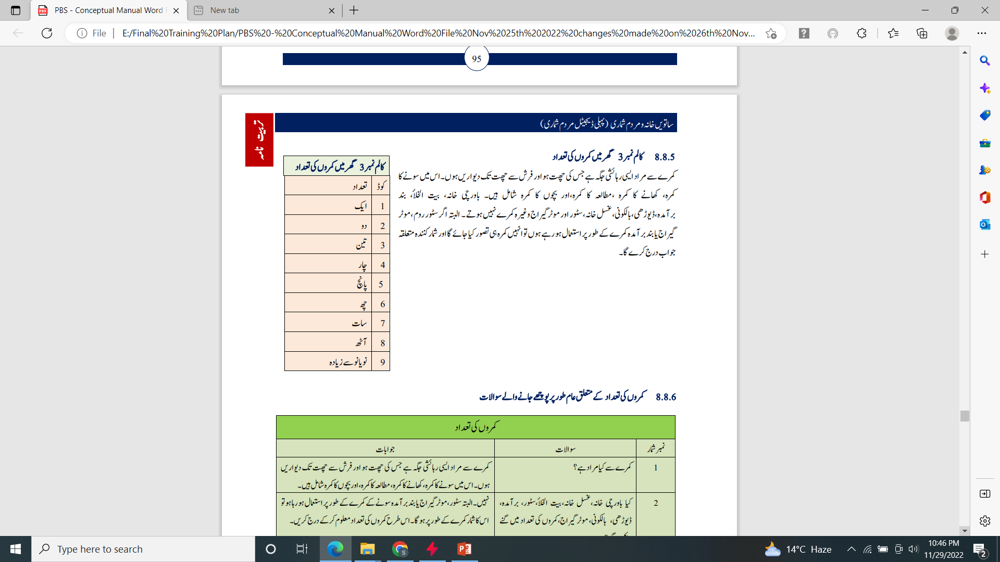 PBS - Conceptual Manual Word
New tab
File
E:/Final%20Training%20Plan/PBS%20-%20Conceptual%20Manual%20Word%20File%20Nov%2025th%202022%20changes%20made%20on%2026th%20Nov...
95
تربیت نامہ
ساتویں خانہ و مردم شماری (پہلی ڈیجیٹل مردم شماری)
8.8.5 کالم نمبر 3 گھر میں کمروں کی تعداد
کمرے سے مراد ایسی رہائشی جگہ ہے جس کی چھت ہو اور فرش سے چھت تک دیواریں ہوں۔ اس میں سونے کا
کمرہ، کھانے کا کمرہ ،مطالعہ کا کمرہ،اور بچوں کا کمرہ شامل ہیں۔ باورچی خانہ، بیت الخلأ، بند
برآمدہ،ڈیوڑھی،بالکونی،غسل خانہ،سٹور اور موٹر گیراج وغیرہ کمرے نہیں ہوتے۔ البتہ اگر سٹور روم،موٹر
گیراج یا بند برآمدہ کمرے کے طور پر استعمال ہو رہے ہوں تو انہیں کمرہ ہی تصور کیا جائے گا اور شمار کنندہ متعلقہ
جواب درج کرے گا۔
کالم نمبر 3 گھر میں کمروں کی تعداد
کوڈ تعداد
1 ایک
2 دو
3 تین
4 چار
5 پانچ
6 چھ
7 سات
8 آٹھ
9 نو یا نو سے زیادہ
8.8.6 کمروں کی تعداد کے متعلق عام طور پر پوچھے جانے والے سوالات
کمروں کی تعداد
نمبر شمار سوالات جوابات
1 کمرے سے کیا مراد ہے؟
کمرے سے مراد ایسی رہائشی جگہ ہے جس کی چھت ہو اور فرش سے چھت تک دیواریں
ہوں۔ اس میں سونے کا کمرہ، کھانے کا کمرہ، مطالعہ کا کمرہ،اور بچوں کا کمرہ شامل ہیں۔
2 کیا باورچی خانہ،غسل خانہ،بیت الخلأ،سٹور، برآمدہ،
ڈیوڑھی، بالکونی، موٹر گیراج،کمروں کی تعداد میں گنے
نہیں۔البتہ سٹور،موٹر گیراج یا بند برآمدہ سونے کے کمرے کے طور پر استعمال ہو رہا ہو تو
اس کا شمار کمرے کے طور پر ہو گا۔ اس طرح کمروں کی تعداد معلوم کر کے درج کریں۔
Type here to search
14°C Haze
10:46 PM
11/29/2022
2